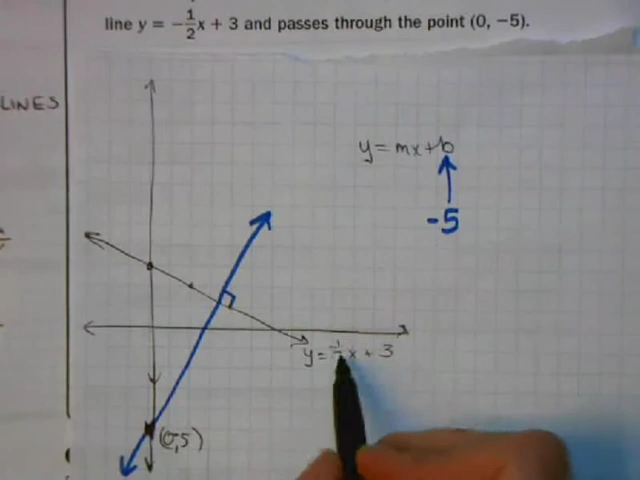 line y = −1/2x + 3 and passes through the point (0, −5).
LINES
y = mx+b
-5
y = -1/2x + 3
(0,5)